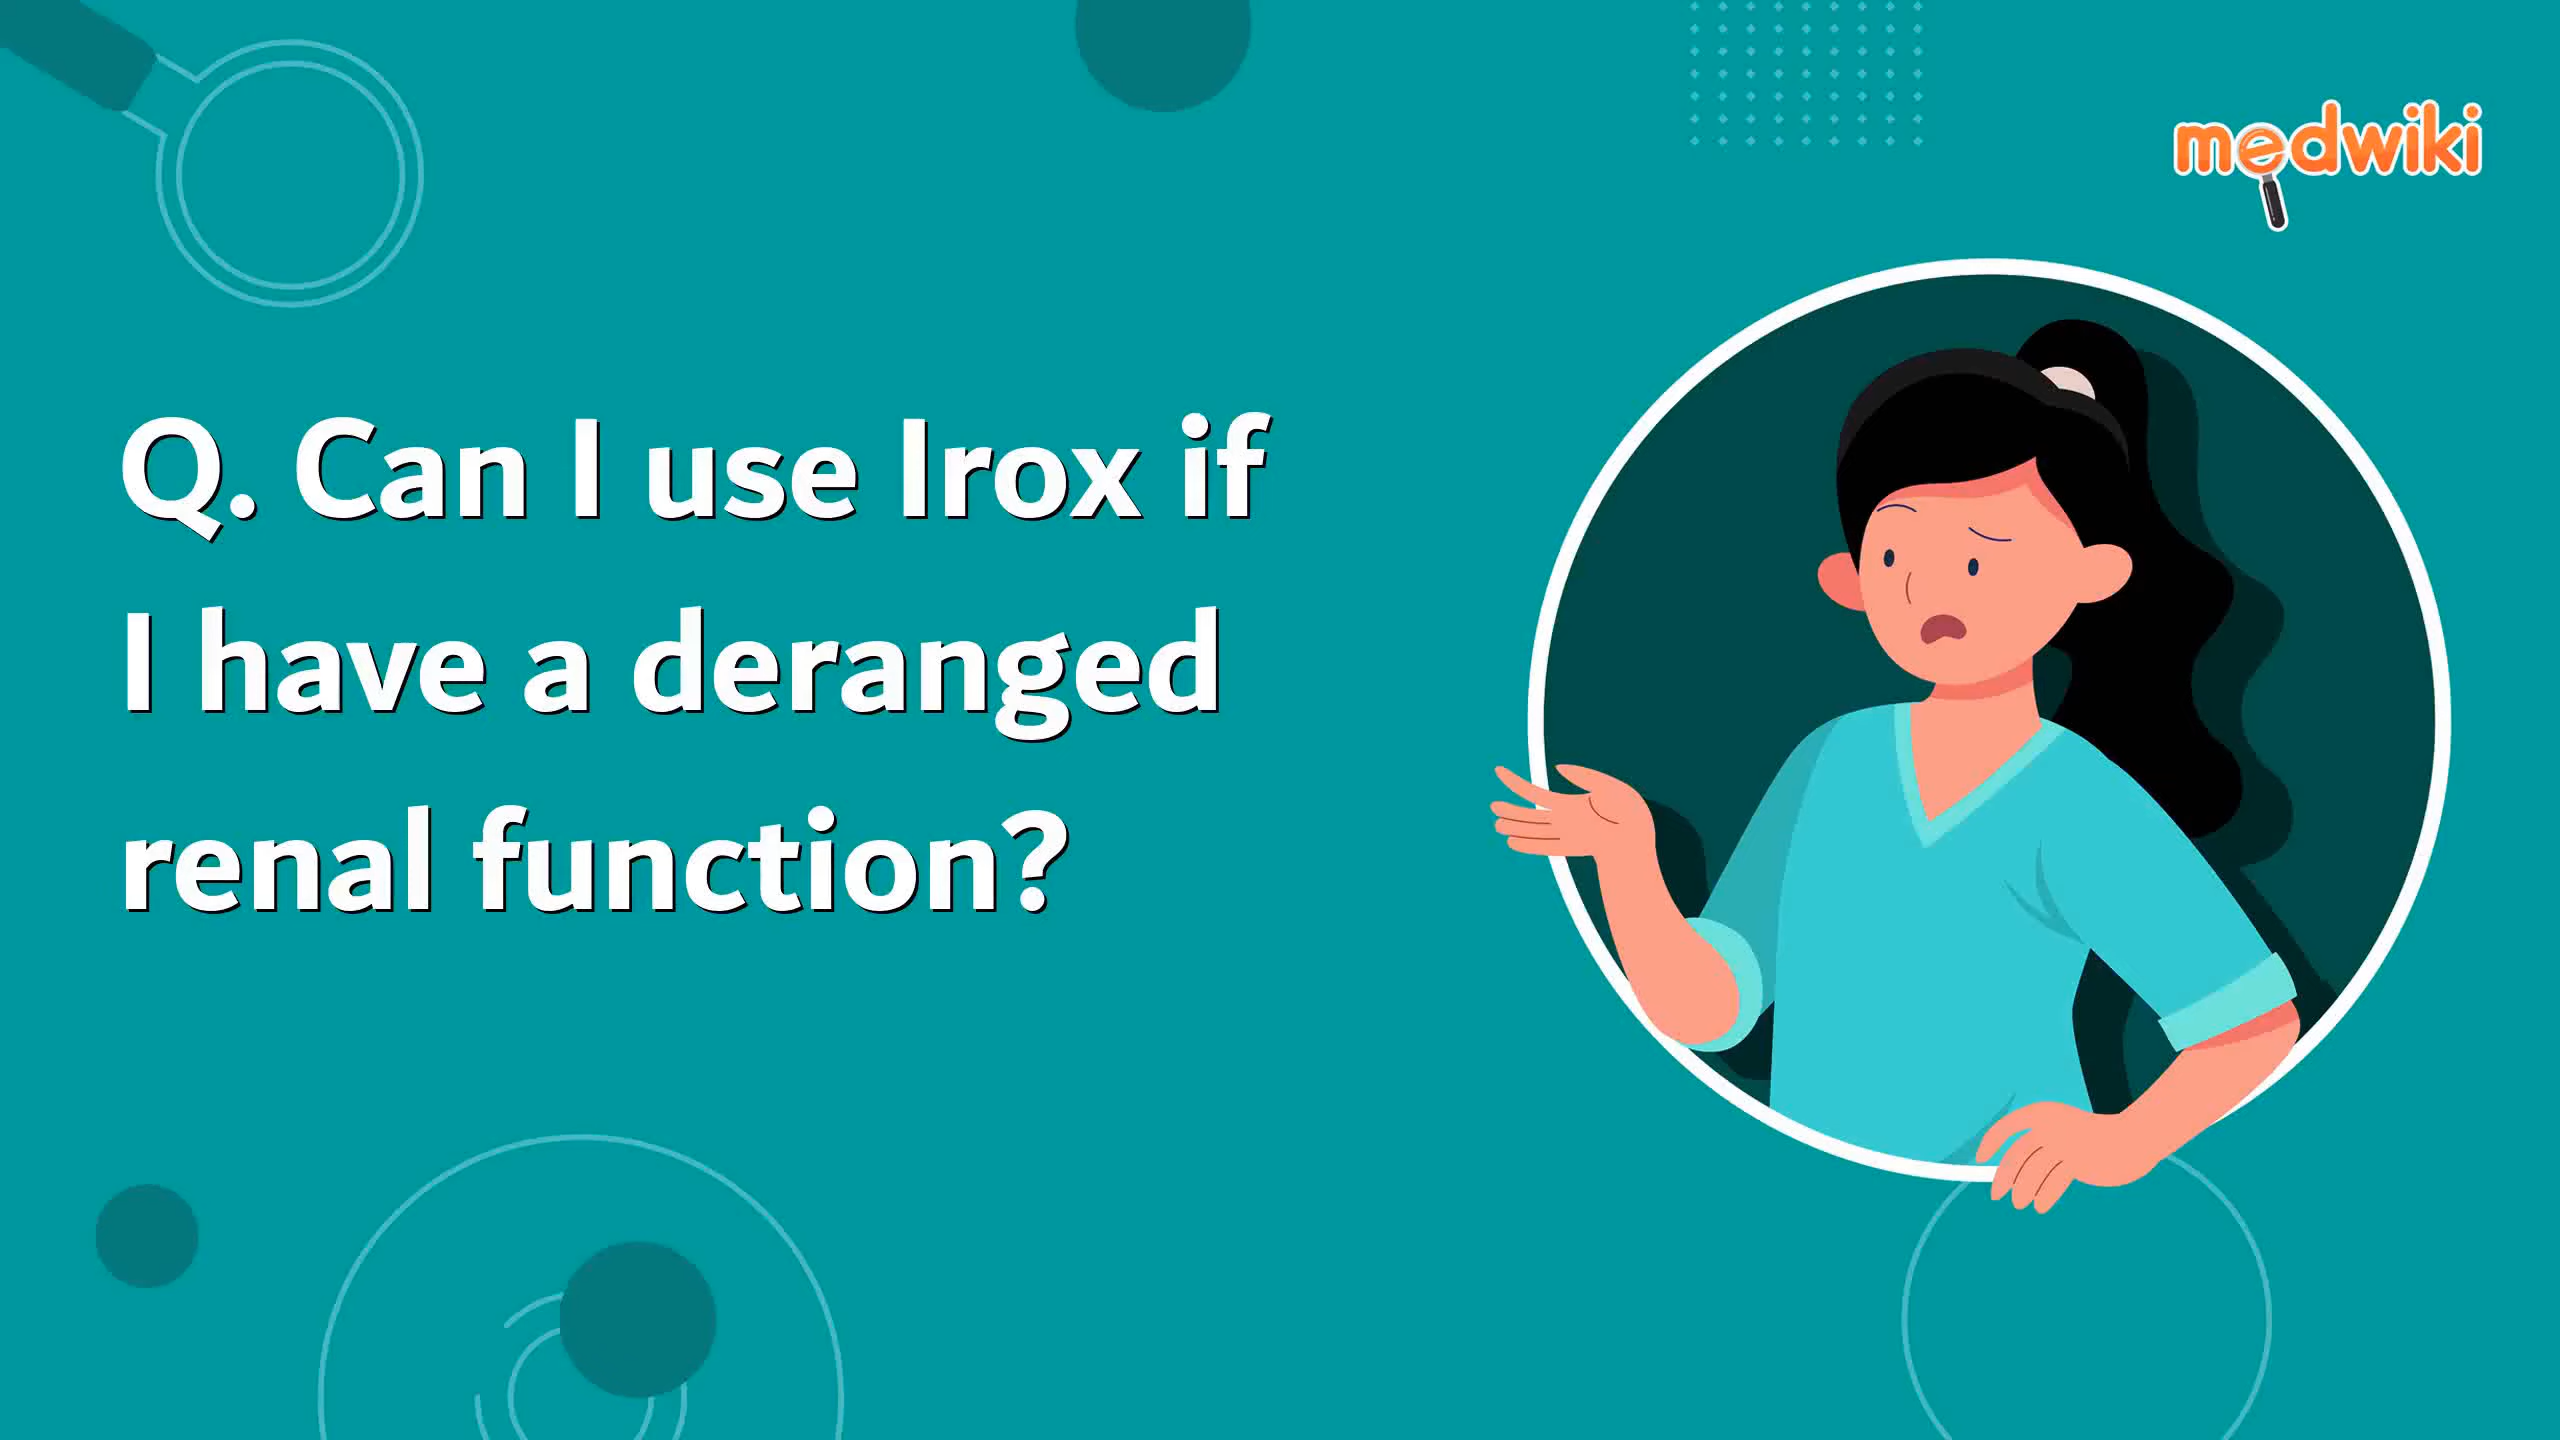 medwiki
Q. Can I use Irox if
I have a deranged
renal function?